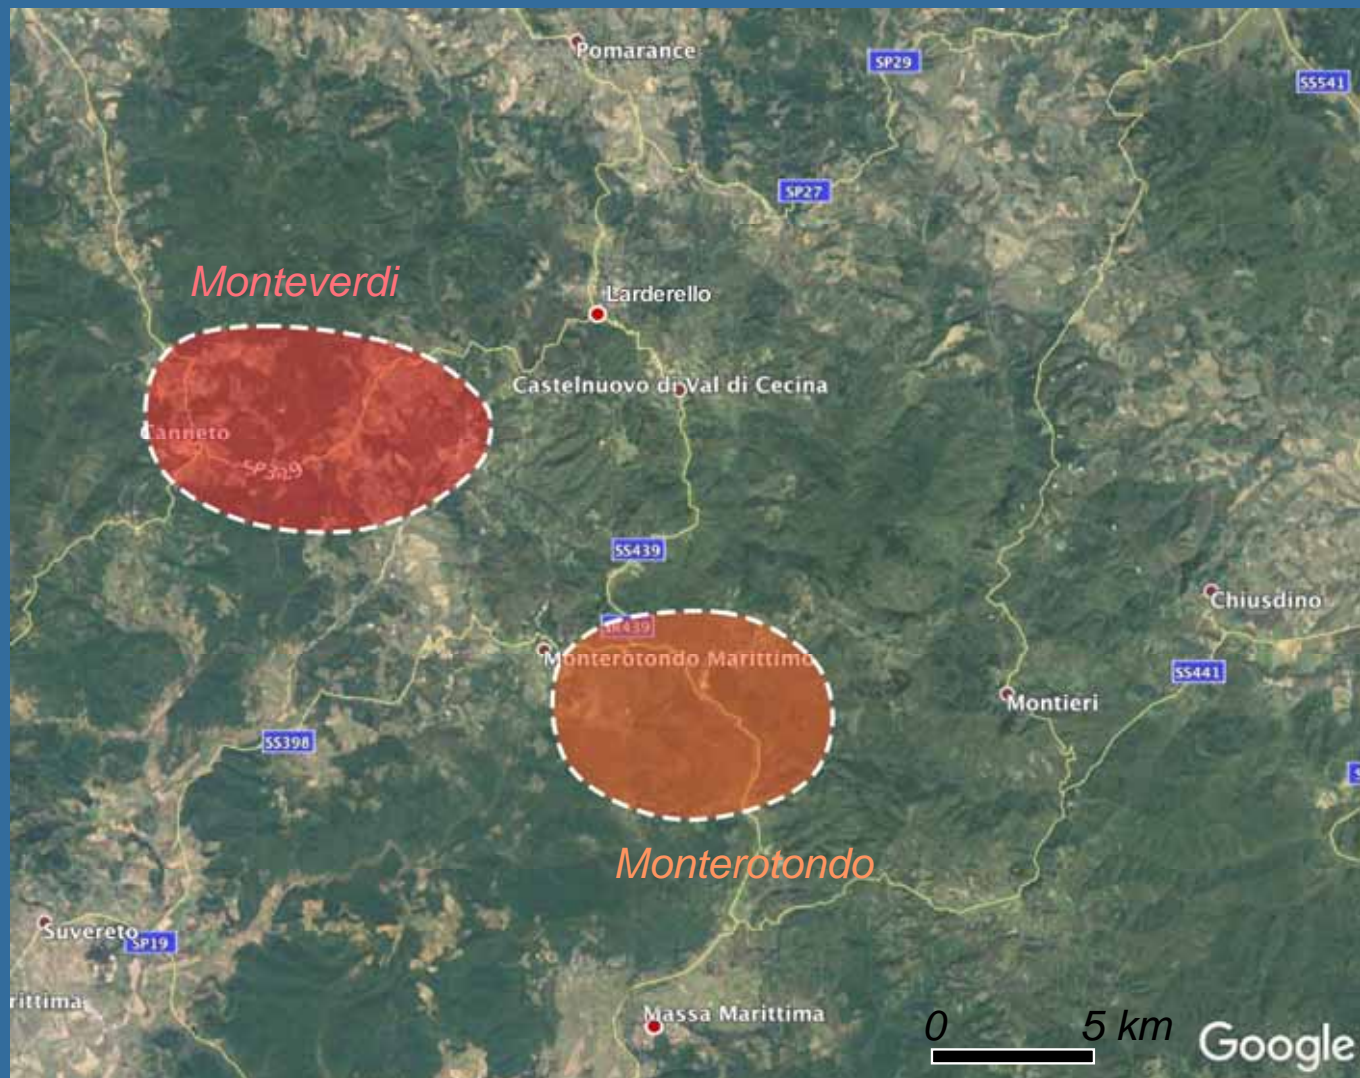 Pomarance
SP29
SS541
SP27
Monteverdi
Larderello
Castelnuovo di Val di Cecina
Canneto
SP329
SS439
SR439
Chiusdino
Monterotondo Marittimo
SS441
Montieri
SS398
Monterotondo
Suvereto
SP19
rittima
Massa Marittima
0 5 km
Google